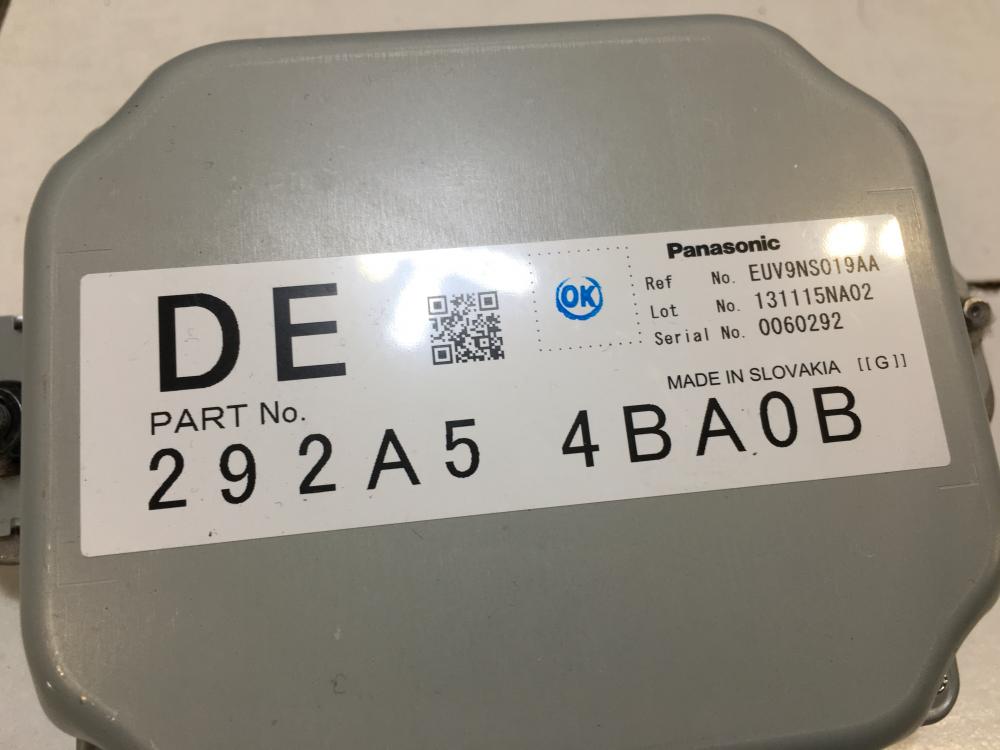 DE
OK
Panasonic
Ref No. EUV9NS019AA
Lot No. 131115NA02
Serial No. 0060292
MADE IN SLOVAKIA [[G]]
PART No.
292A5 4BA0B